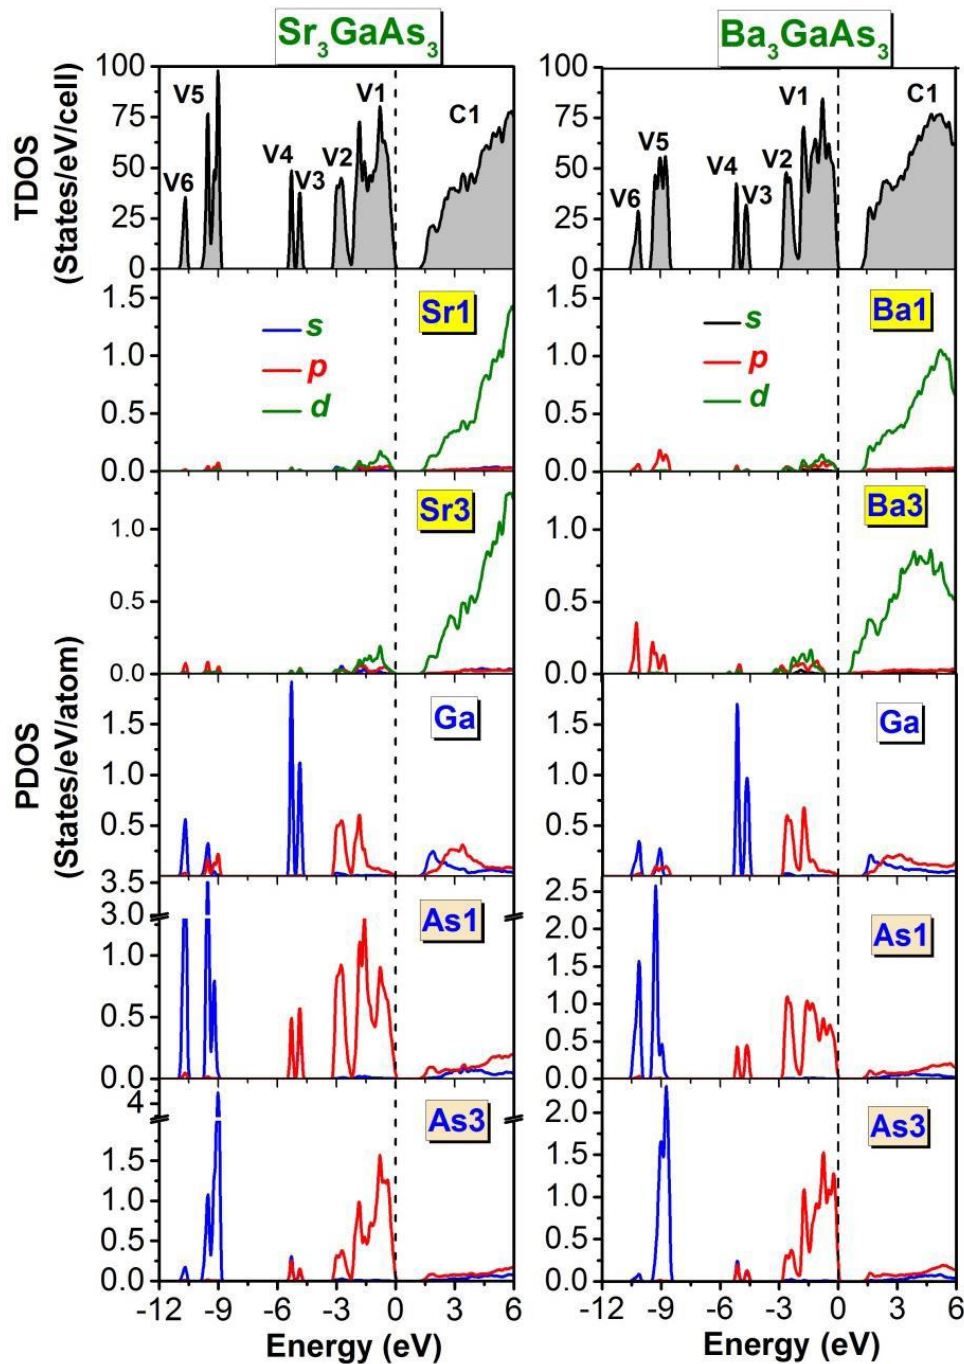 Sr3GaAs3
Ba3GaAs3
TDOS
(States/eV/cell)
100
75
50
25
0
V6
V5
V4
V3
V2
V1
C1
100
75
50
25
0
V6
V5
V4
V3
V2
V1
C1
PDOS
(States/eV/atom)
1.5
1.0
0.5
0.0
s
p
d
Sr1
1.5
1.0
0.5
0.0
s
p
d
Ba1
1.0
0.5
0.0
Sr3
1.0
0.5
0.0
Ba3
1.5
1.0
0.5
Ga
1.5
1.0
0.5
0.0
Ga
3.5
3.0
1.0
0.5
0.0
As1
2.5
2.0
1.5
1.0
0.5
0.0
As1
4
1.5
1.0
0.5
0.0
As3
2.0
1.5
1.0
0.5
0.0
As3
-12 -9 -6 -3 0 3 6
-12 -9 -6 -3 0 3 6
Energy (eV)
Energy (eV)